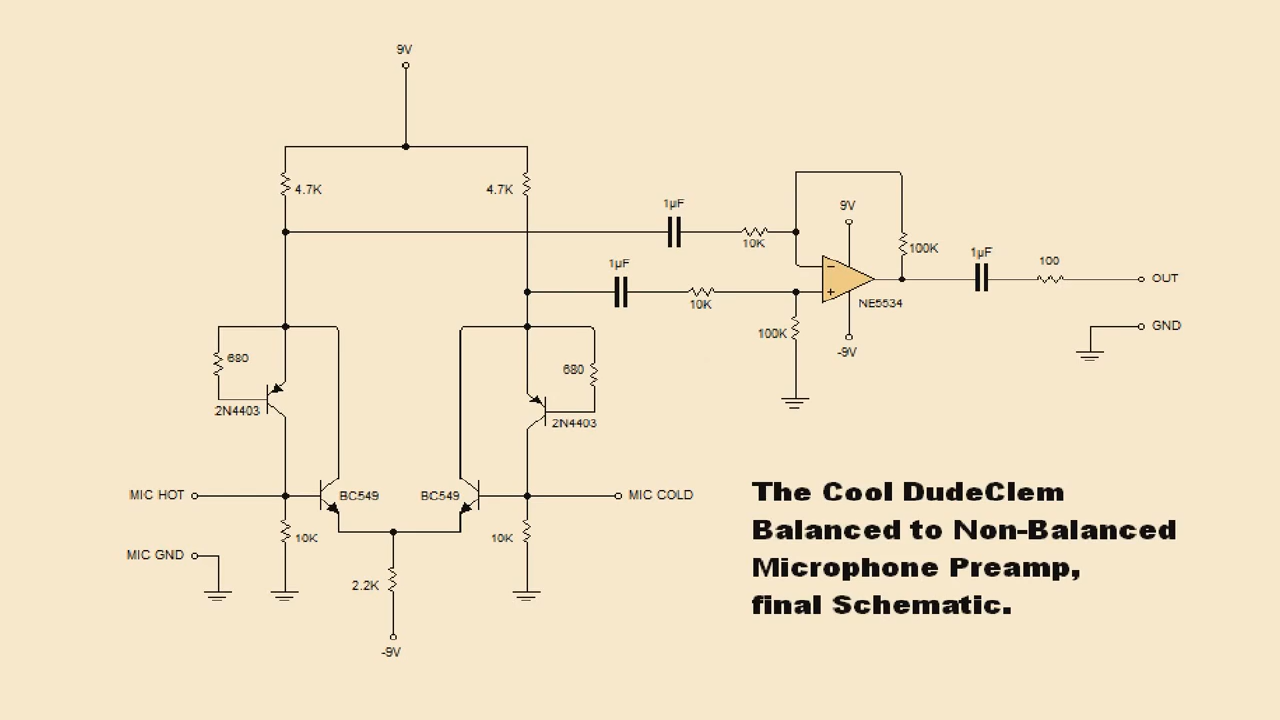 9V
4.7K
4.7K
1µF
10K
9V
1µF
10K
100K
1µF
100
OUT
NE5534
100K
-9V
GND
680
2N4403
680
2N4403
MIC HOT
BC549
BC549
MIC COLD
10K
10K
MIC GND
2.2K
-9V
The Cool DudeClem
Balanced to Non-Balanced
Microphone Preamp,
final Schematic.